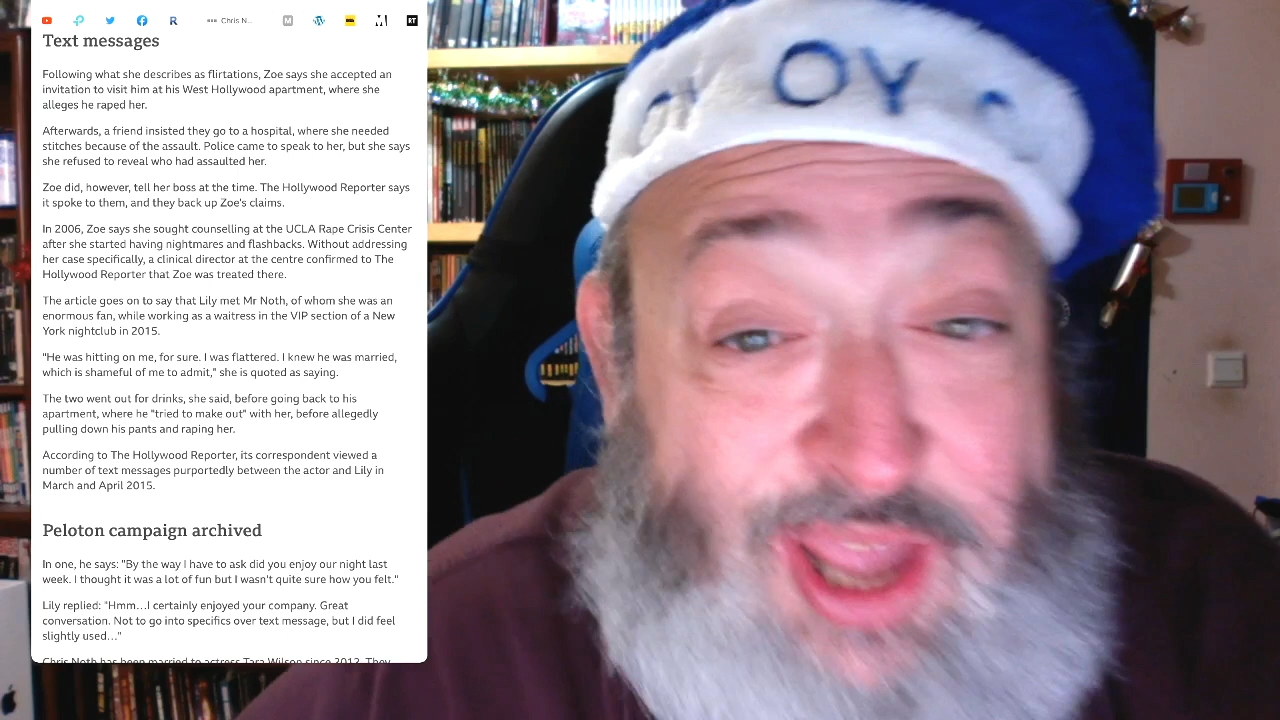 Chris N...
RT
Text messages
Following what she describes as flirtations, Zoe says she accepted an
invitation to visit him at his West Hollywood apartment, where she
alleges he raped her.
Afterwards, a friend insisted they go to a hospital, where she needed
stitches because of the assault. Police came to speak to her, but she says
she refused to reveal who had assaulted her.
Zoe did, however, tell her boss at the time. The Hollywood Reporter says
it spoke to them, and they back up Zoe's claims.
In 2006, Zoe says she sought counselling at the UCLA Rape Crisis Center
after she started having nightmares and flashbacks. Without addressing
her case specifically, a clinical director at the centre confirmed to The
Hollywood Reporter that Zoe was treated there.
The article goes on to say that Lily met Mr Noth, of whom she was an
enormous fan, while working as a waitress in the VIP section of a New
York nightclub in 2015.
"He was hitting on me, for sure. I was flattered. I knew he was married,
which is shameful of me to admit," she is quoted as saying.
The two went out for drinks, she said, before going back to his
apartment, where he "tried to make out" with her, before allegedly
pulling down his pants and raping her.
According to The Hollywood Reporter, its correspondent viewed a
number of text messages purportedly between the actor and Lily in
March and April 2015.
Peloton campaign archived
In one, he says: "By the way I have to ask did you enjoy our night last
week. I thought it was a lot of fun but I wasn't quite sure how you felt."
Lily replied: "Hmm...I certainly enjoyed your company. Great
conversation. Not to go into specifics over text message, but I did feel
slightly used..."
Chris Noth has been married to actress Tara Wilson since 2012. They
OY